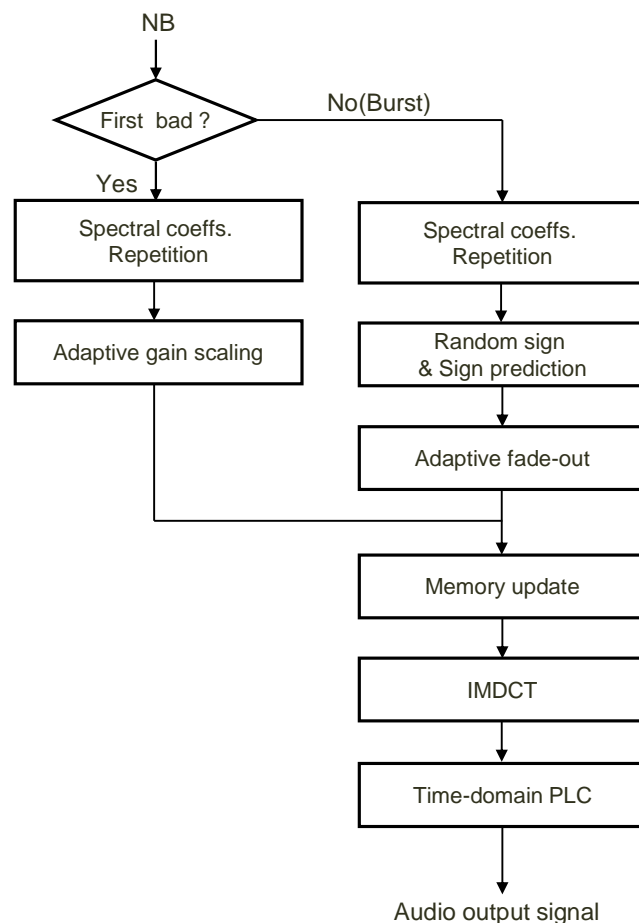 NB
First bad ?
No(Burst)
Yes
Spectral coeffs.
Repetition
Spectral coeffs.
Repetition
Adaptive gain scaling
Random sign
& Sign prediction
Adaptive fade-out
Memory update
IMDCT
Time-domain PLC
Audio output signal